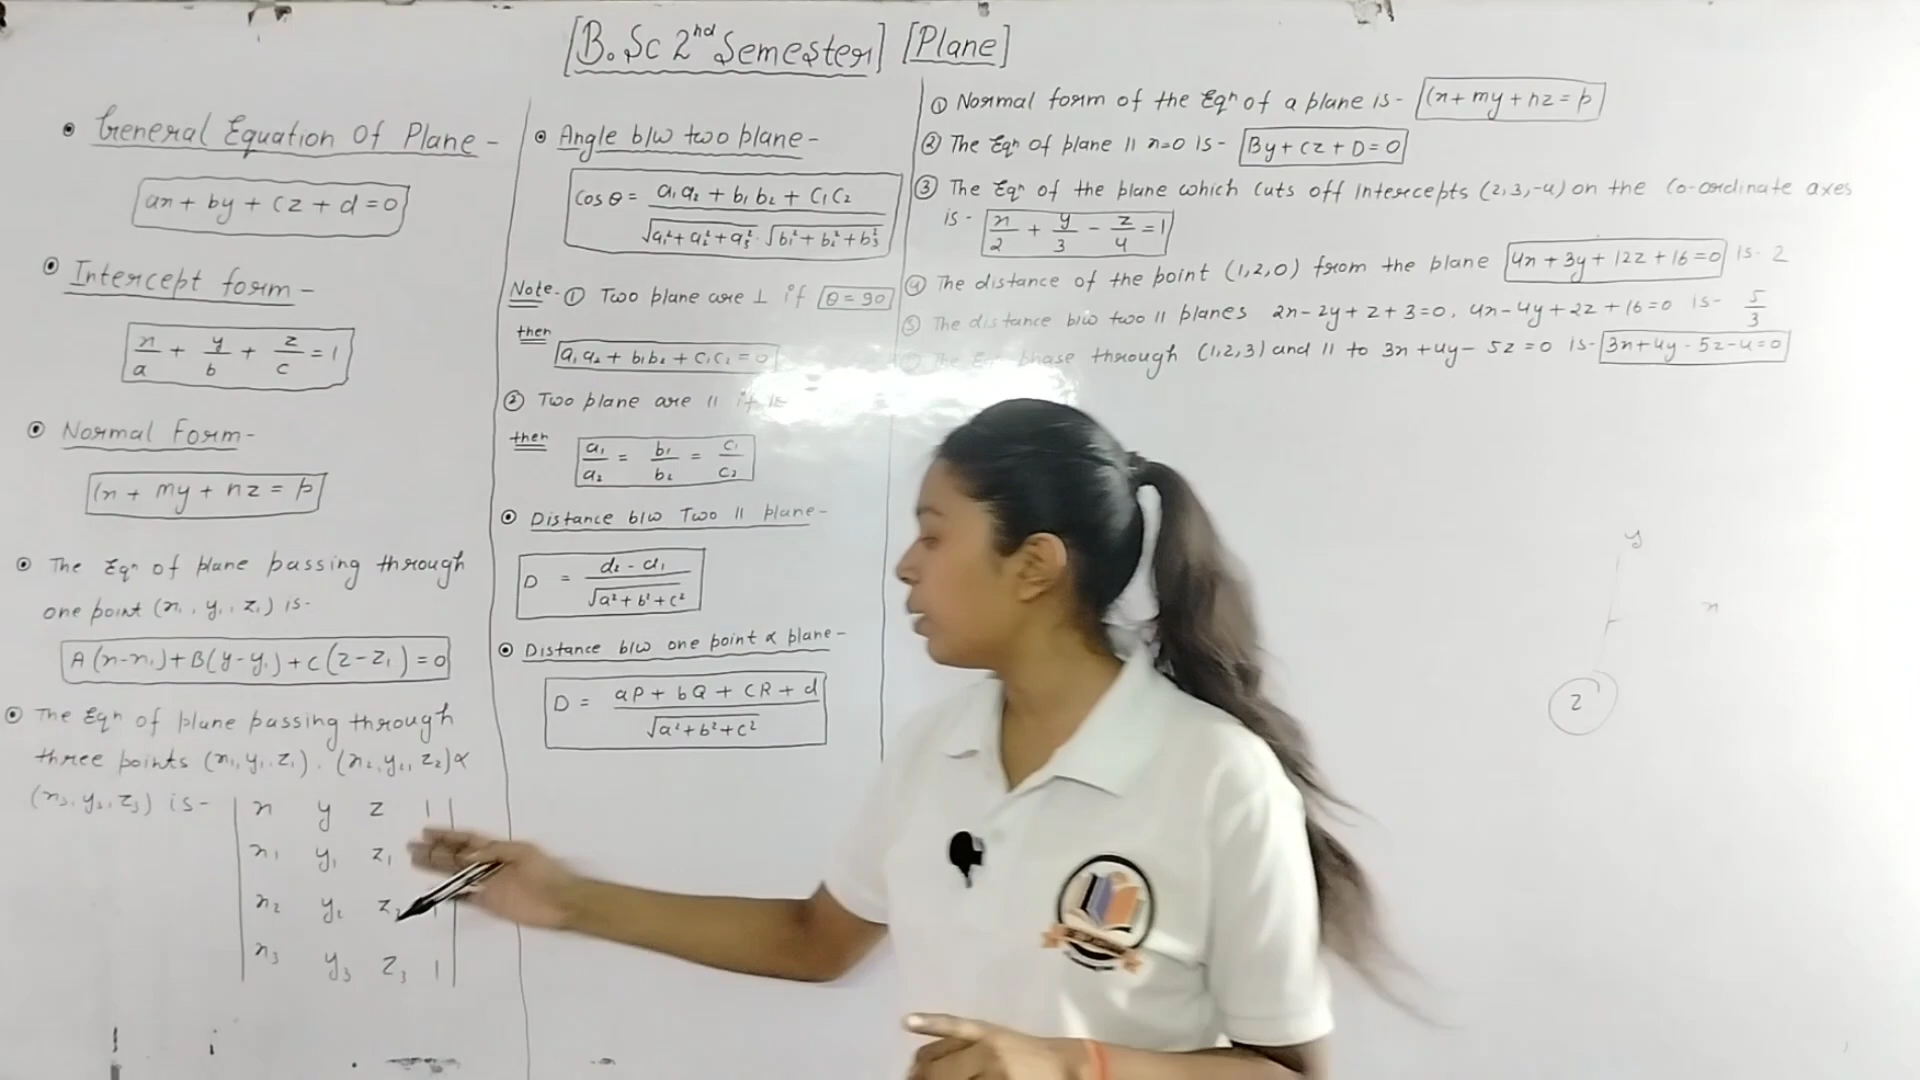 [B.Sc 2nd Semester] [Plane]
• General Equation Of Plane -
ax + by + cz + d = 0
• Intercept form -
x/a + y/b + z/c = 1
• Normal Form -
lx + my + nz = p
• The Eqn of plane passing through
one point (x1, y1, z1) is -
A(x-x1)+B(y-y1)+C(z-z1)=0
• The Eqn of plane passing through
three points (x1, y1, z1), (x2, y2, z2) &
(x3, y3, z3) is -
| x y z 1 |
x1 y1 z1
x2 y2 z2 1
x3 y3 z3 1
• Angle b/w two plane -
Cos θ = a1a2 + b1b2 + C1C2 / √a1²+a2²+a3² · √b1²+b2²+b3²
Note - ① Two plane are ⊥ if θ = 90
then
a1a2 + b1b2 + C1C2 = 0
② Two plane are || if
then
a1/a2 = b1/b2 = C1/C2
• Distance b/w Two || plane -
D = d2 - d1 / √a²+b²+c²
• Distance b/w one point & plane -
D = aP + bQ + CR + d / √a²+b²+c²
① Normal form of the Eqn of a plane is - lx + my + nz = p
② The Eqn of plane || x=0 is - By + Cz + D = 0
③ The Eqn of the plane which cuts off Intercepts (2,3,-4) on the Co-ordinate axes
is - x/2 + y/3 - z/4 = 1
④ The distance of the point (1,2,0) from the plane 4x + 3y + 12z + 16 = 0 is - 2
⑤ The distance b/w two || planes 2x - 2y + z + 3 = 0, 4x - 4y + 2z + 16 = 0 is - 5/3
The phase through (1,2,3) and || to 3x + 4y - 5z = 0 is - 3x + 4y - 5z - 4 = 0
y
x
z